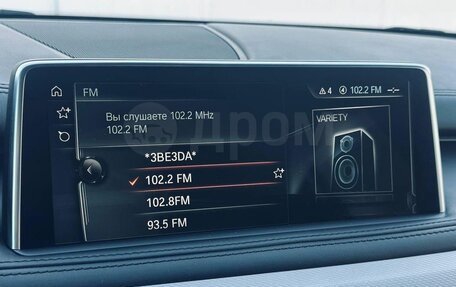 FM
4 102.2 FM
Вы слушаете 102.2 MHz
102.2 FM
VARIETY
*3BE3DA*
102.2 FM
102.8FM
93.5 FM
ДРОМ